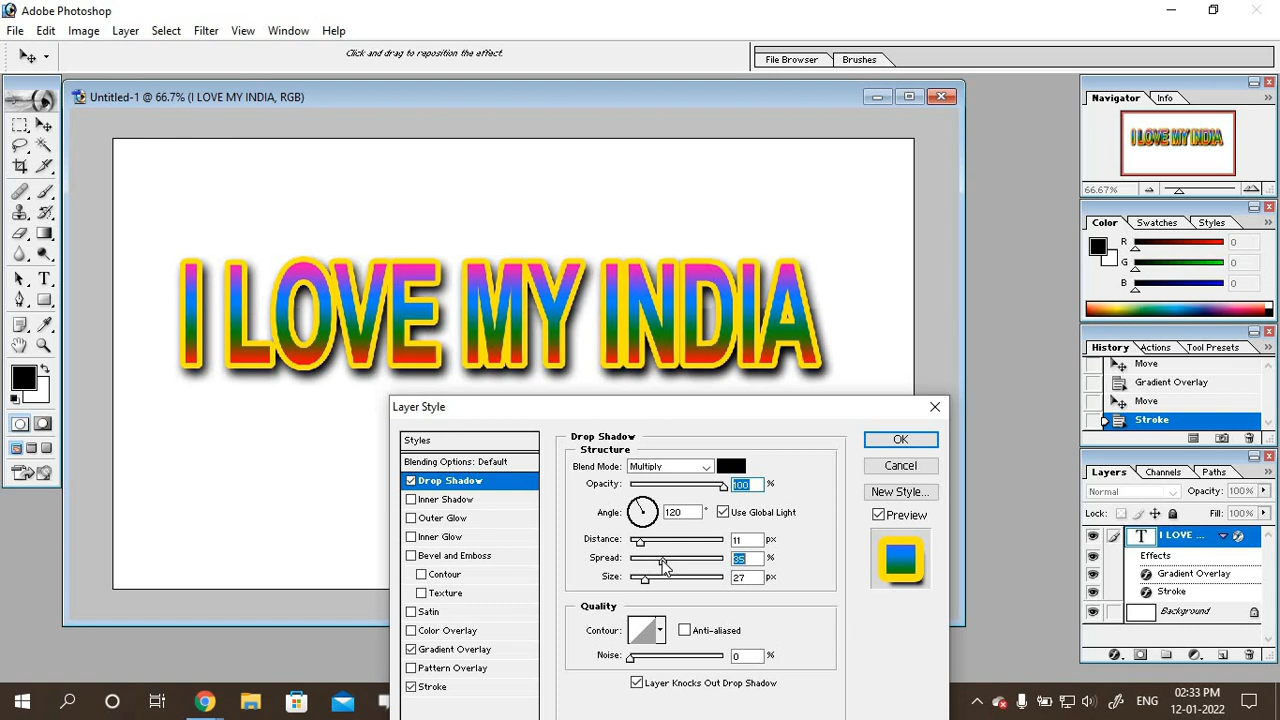 Adobe Photoshop
File Edit Image Layer Select Filter View Window Help
Click and drag to reposition the effect.
File Browser Brushes
Untitled-1 @ 66.7% (I LOVE MY INDIA, RGB)
I LOVE MY INDIA
Navigator Info
I LOVE MY INDIA
66.67%
Color Swatches Styles
R 0
G 0
B 0
History Actions Tool Presets
Move
Gradient Overlay
Move
Stroke
Layers Channels Paths
Normal Opacity: 100%
Lock: Fill: 100%
T I LOVE ...
Effects
Gradient Overlay
Stroke
Background
Layer Style
Styles
Blending Options: Default
Drop Shadow
Inner Shadow
Outer Glow
Inner Glow
Bevel and Emboss
Contour
Texture
Satin
Color Overlay
Gradient Overlay
Pattern Overlay
Stroke
Drop Shadow
Structure
Blend Mode: Multiply
Opacity: 100 %
Angle: 120 ° Use Global Light
Distance: 11 px
Spread: 35 %
Size: 27 px
Quality
Contour: Anti-aliased
Noise: 0 %
Layer Knocks Out Drop Shadow
OK
Cancel
New Style...
Preview
ENG
02:33 PM
12-01-2022